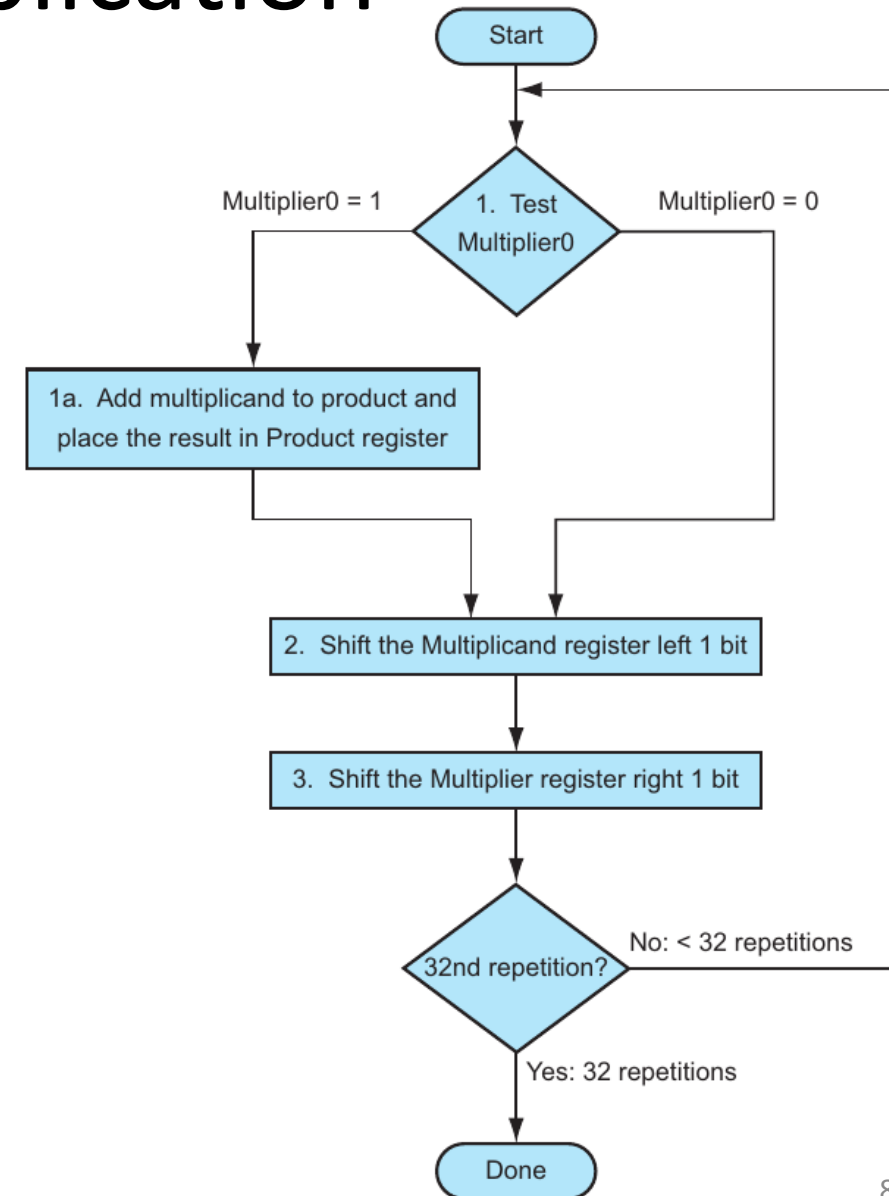 Start
Multiplier0 = 1
1. Test
Multiplier0
Multiplier0 = 0
1a. Add multiplicand to product and
place the result in Product register
2. Shift the Multiplicand register left 1 bit
3. Shift the Multiplier register right 1 bit
32nd repetition?
No: < 32 repetitions
Yes: 32 repetitions
Done